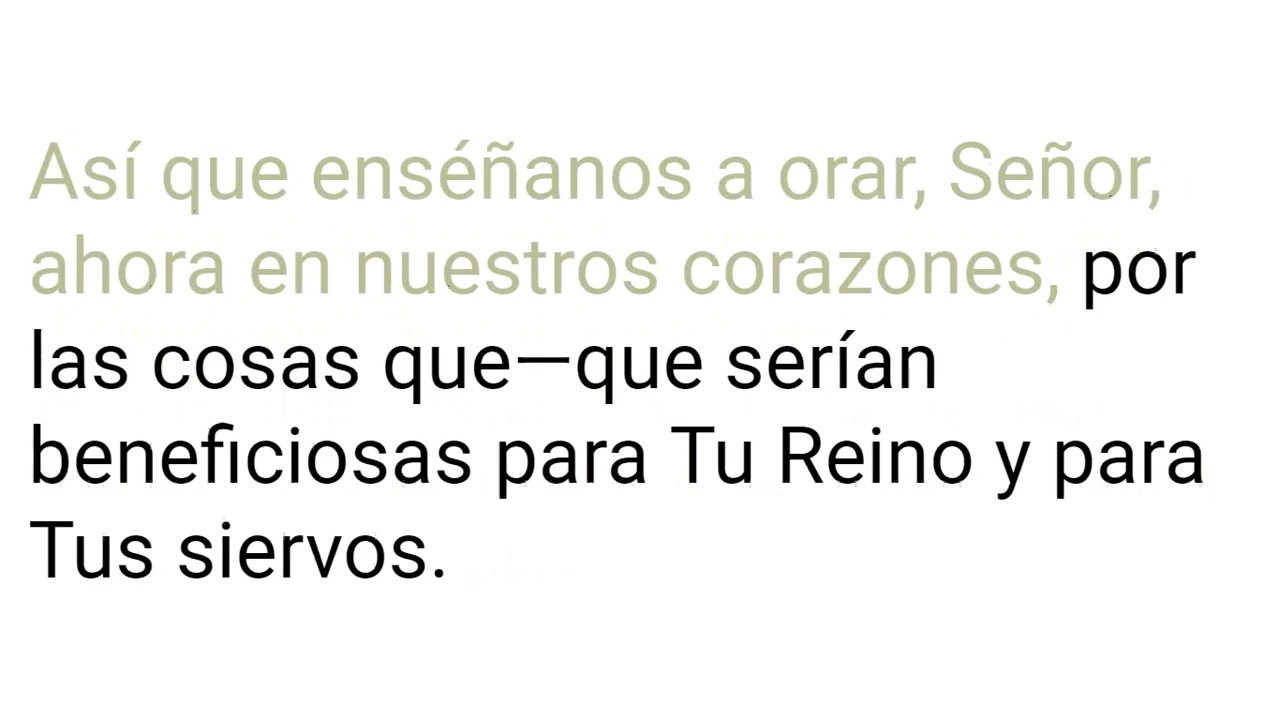 Así que enséñanos a orar, Señor,
ahora en nuestros corazones, por
las cosas que—que serían
beneficiosas para Tu Reino y para
Tus siervos.